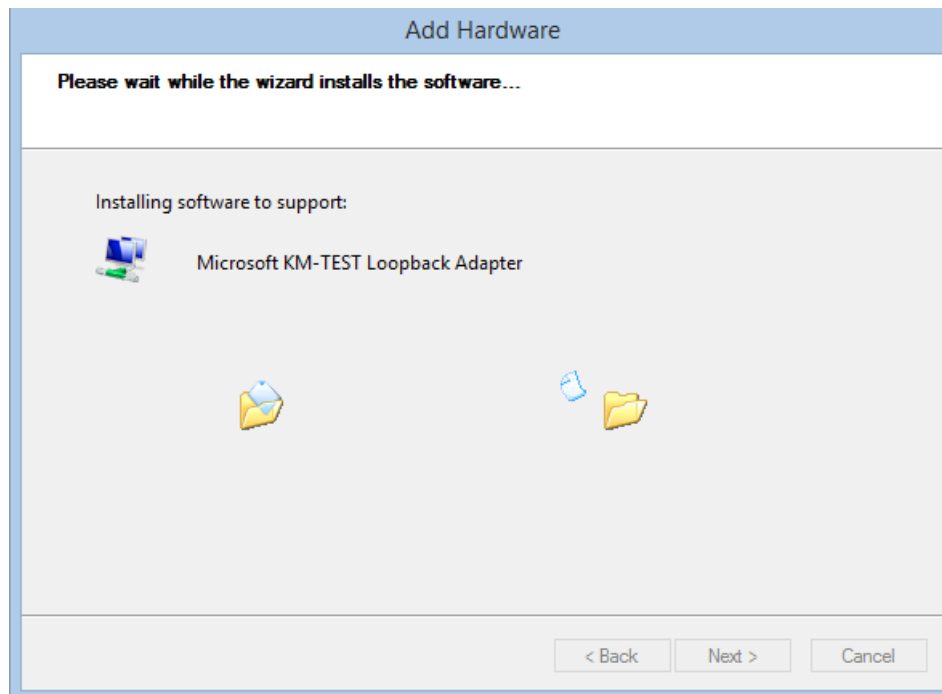 Add Hardware
Please wait while the wizard installs the software...
Installing software to support:
Microsoft KM-TEST Loopback Adapter
< Back Next > Cancel